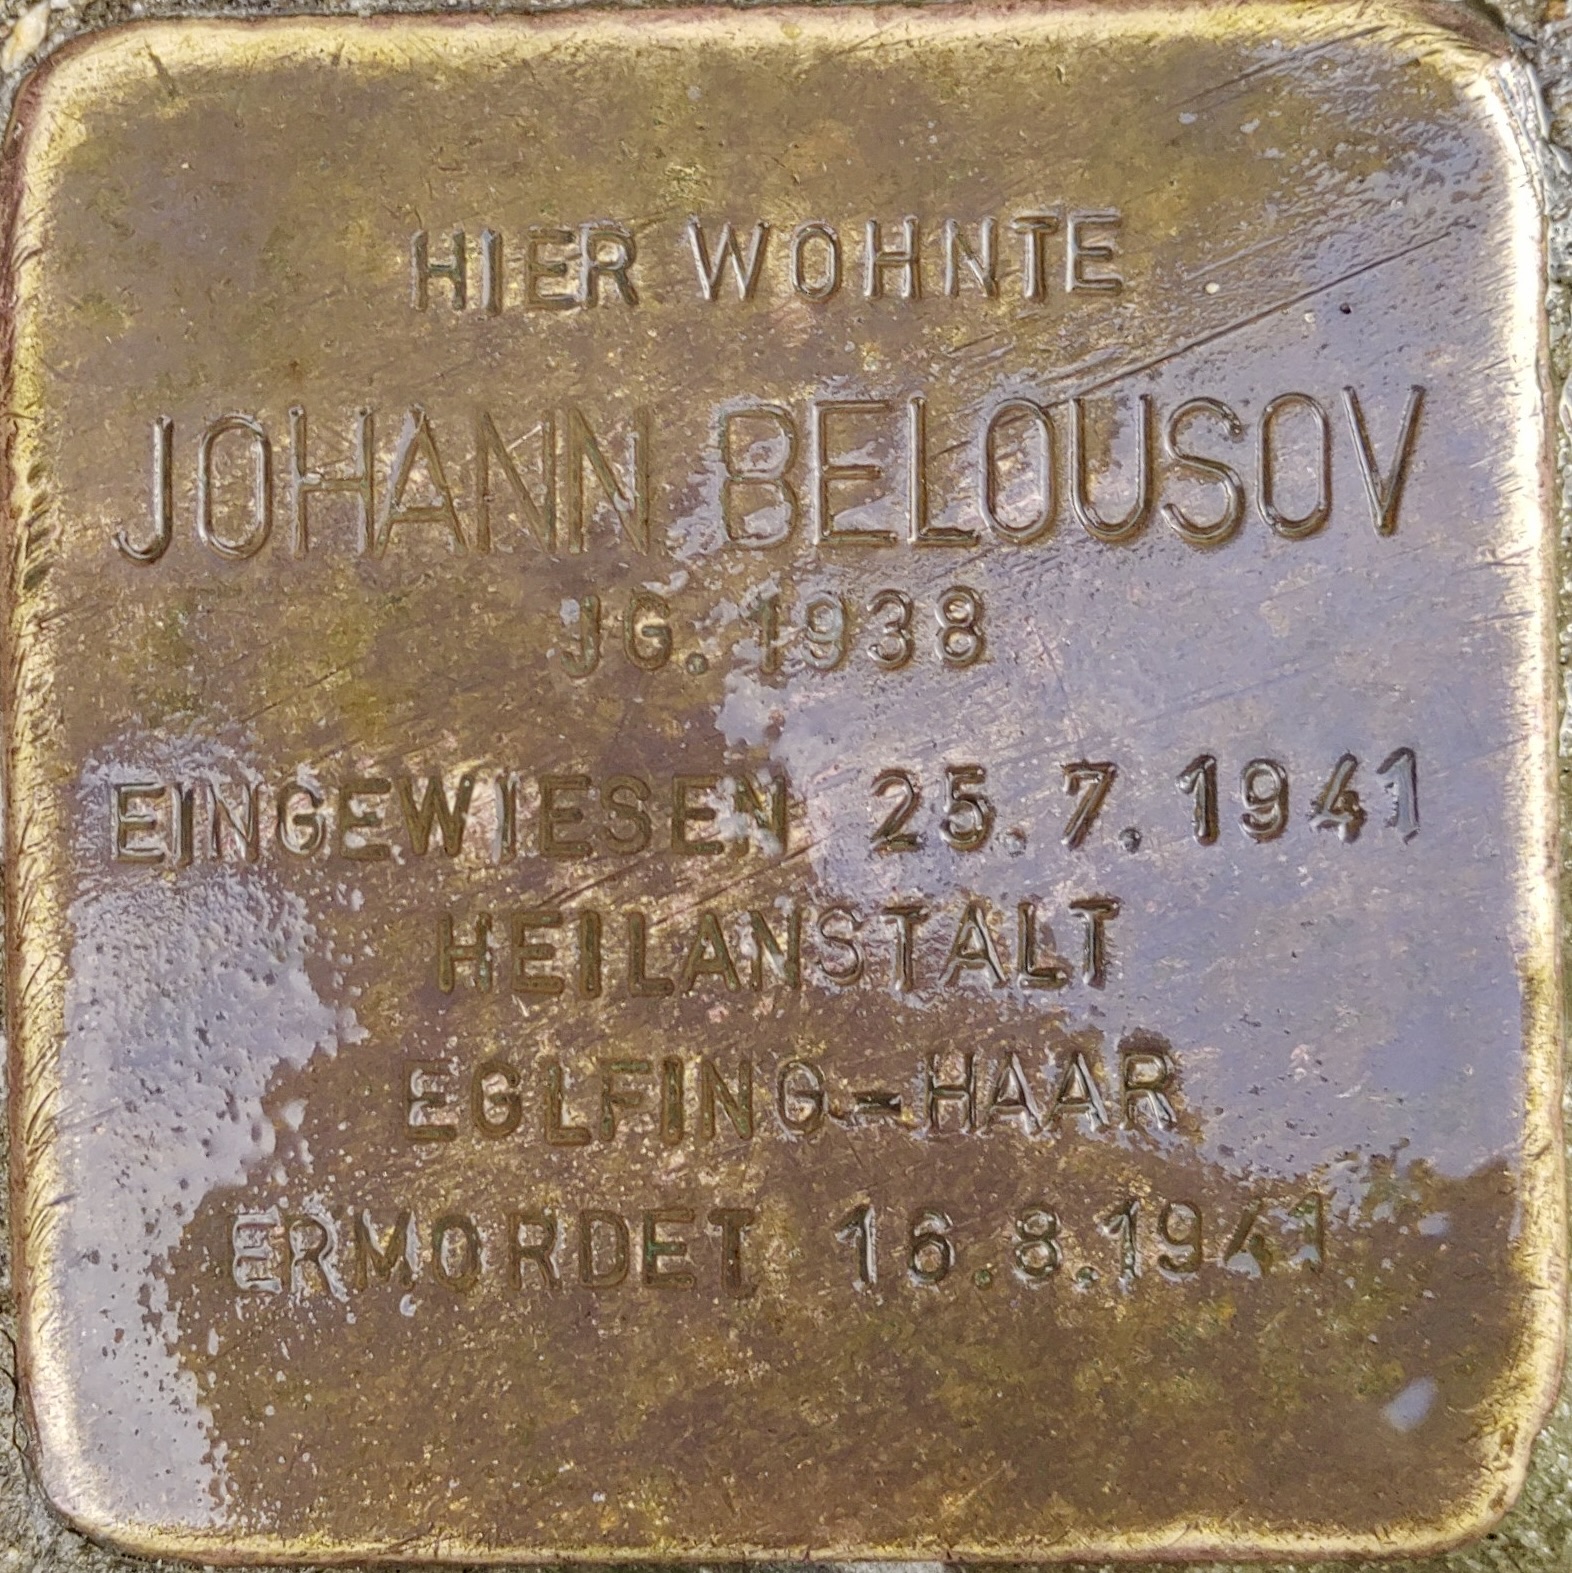 HIER WOHNTE
JOHANN BELOUSOV
JG. 1938
EINGEWIESEN 25.7.1941
HEILANSTALT
EGLFING-HAAR
ERMORDET 16.8.1941